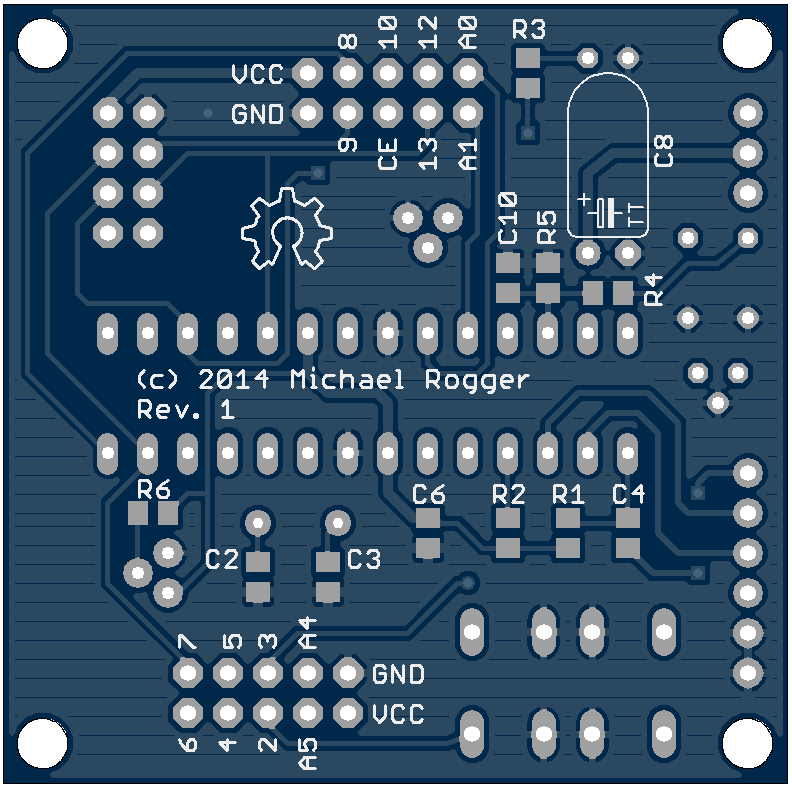 8 10 12 A0
R3
VCC
GND
9 CE 13 A1
C8
+
TT
C10 R5
R4
(c) 2014 Michael Rogger
Rev. 1
R6
C6 R2 R1 C4
C2 C3
7 5 3 A4
GND
VCC
6 4 2 A5